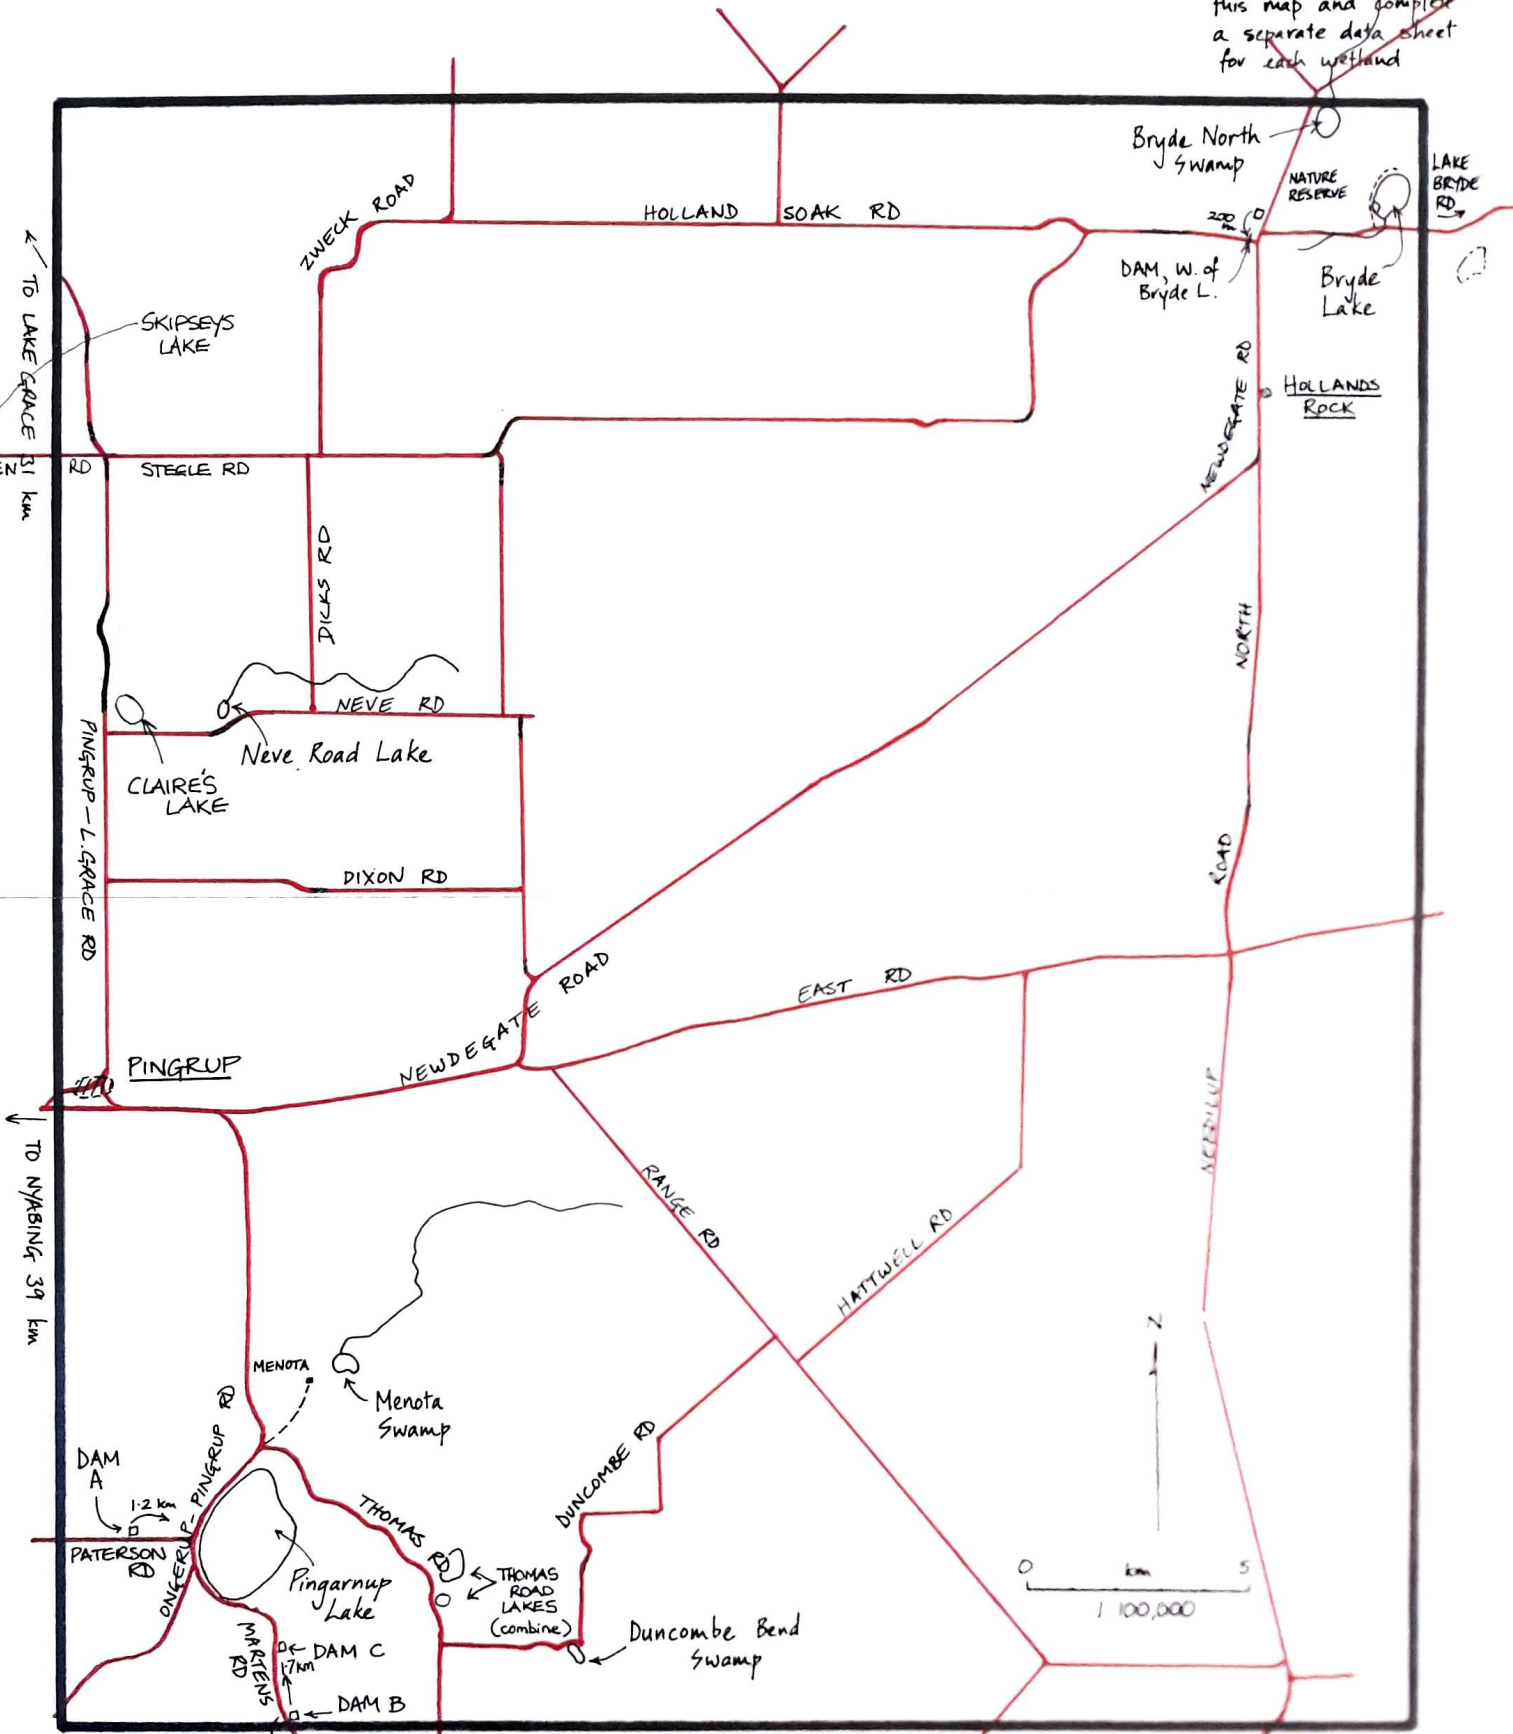 this map and complete
a separate data sheet
for each wetland
Bryde North
Swamp
NATURE
RESERVE
LAKE
BRYDE
RD
ZWECK ROAD
HOLLAND SOAK RD
200
m
DAM, W. of
Bryde L.
Bryde
Lake
← TO LAKE GRACE 31 km
SKIPSEYS
LAKE
NEWDEGATE RD
HOLLANDS
ROCK
RD
STEELE RD
DICKS RD
NORTH
NEVE RD
Neve Road Lake
CLAIRE'S
LAKE
PINGRUP-L.GRACE RD
ROAD
DIXON RD
NEWDEGATE ROAD
EAST RD
PINGRUP
NEEDILUP
← TO NYABING 39 km
RANGE RD
HATTWELL RD
N
MENOTA
Menota
Swamp
ONGERUP-PINGRUP RD
DUNCOMBE RD
DAM
A
1.2 km
THOMAS RD
PATERSON
RD
Pingarnup
Lake
THOMAS
ROAD
LAKES
(combine)
0 km 5
1 100,000
Duncombe Bend
Swamp
MARTENS
RD
DAM C
1.7km
DAM B